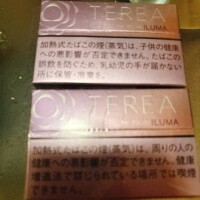 TEREA
ILUMA
加熱式たばこの煙(蒸気)は、子供の健康
への悪影響が否定できません。たばこの
誤飲を防ぐため、乳幼児の手が届かない
所に保管・廃棄を。
TEREA
ILUMA
加熱式たばこの煙(蒸気)は、周りの人の
健康への悪影響が否定できません。健康
増進法で禁じられている場所では喫煙
できません。